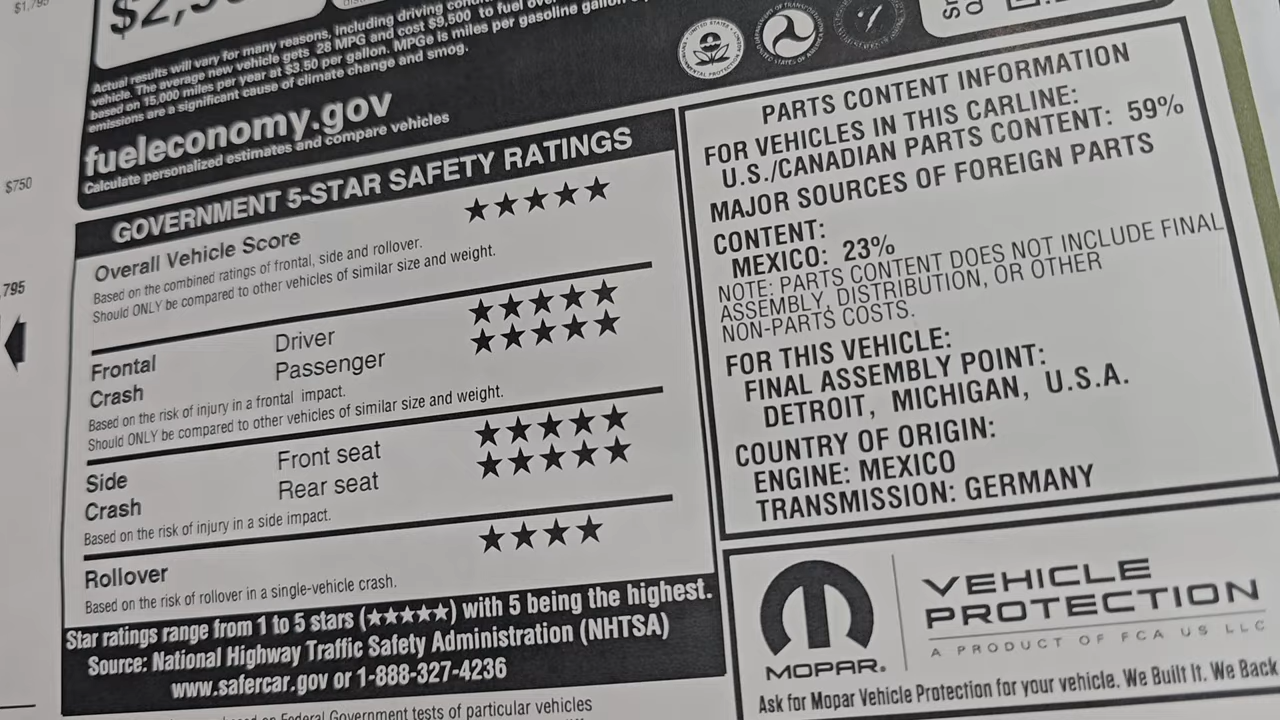 $1,795
$750
795
Actual results will vary for many reasons, including driving
vehicle. The average new vehicle gets 28 MPG and cost $9,500 to fuel
based on 15,000 miles per year at $3.50 per gallon. MPGe is miles per gasoline gallon
emissions are a significant cause of climate change and smog.
fueleconomy.gov
Calculate personalized estimates and compare vehicles
GOVERNMENT 5-STAR SAFETY RATINGS
Overall Vehicle Score ★★★★★
Based on the combined ratings of frontal, side and rollover.
Should ONLY be compared to other vehicles of similar size and weight.
Frontal Driver ★★★★★
Crash Passenger ★★★★★
Based on the risk of injury in a frontal impact.
Should ONLY be compared to other vehicles of similar size and weight.
Side Front seat ★★★★★
Crash Rear seat ★★★★★
Based on the risk of injury in a side impact.
Rollover ★★★★
Based on the risk of rollover in a single-vehicle crash.
Star ratings range from 1 to 5 stars (★★★★★) with 5 being the highest.
Source: National Highway Traffic Safety Administration (NHTSA)
www.safercar.gov or 1-888-327-4236
Federal Government tests of particular vehicles
PARTS CONTENT INFORMATION
FOR VEHICLES IN THIS CARLINE:
U.S./CANADIAN PARTS CONTENT: 59%
MAJOR SOURCES OF FOREIGN PARTS
CONTENT:
MEXICO: 23%
NOTE: PARTS CONTENT DOES NOT INCLUDE FINAL
ASSEMBLY, DISTRIBUTION, OR OTHER
NON-PARTS COSTS.
FOR THIS VEHICLE:
FINAL ASSEMBLY POINT:
DETROIT, MICHIGAN, U.S.A.
COUNTRY OF ORIGIN:
ENGINE: MEXICO
TRANSMISSION: GERMANY
MOPAR®
VEHICLE
PROTECTION
A PRODUCT OF FCA US LLC
Ask for Mopar Vehicle Protection for your vehicle. We Built It. We Back